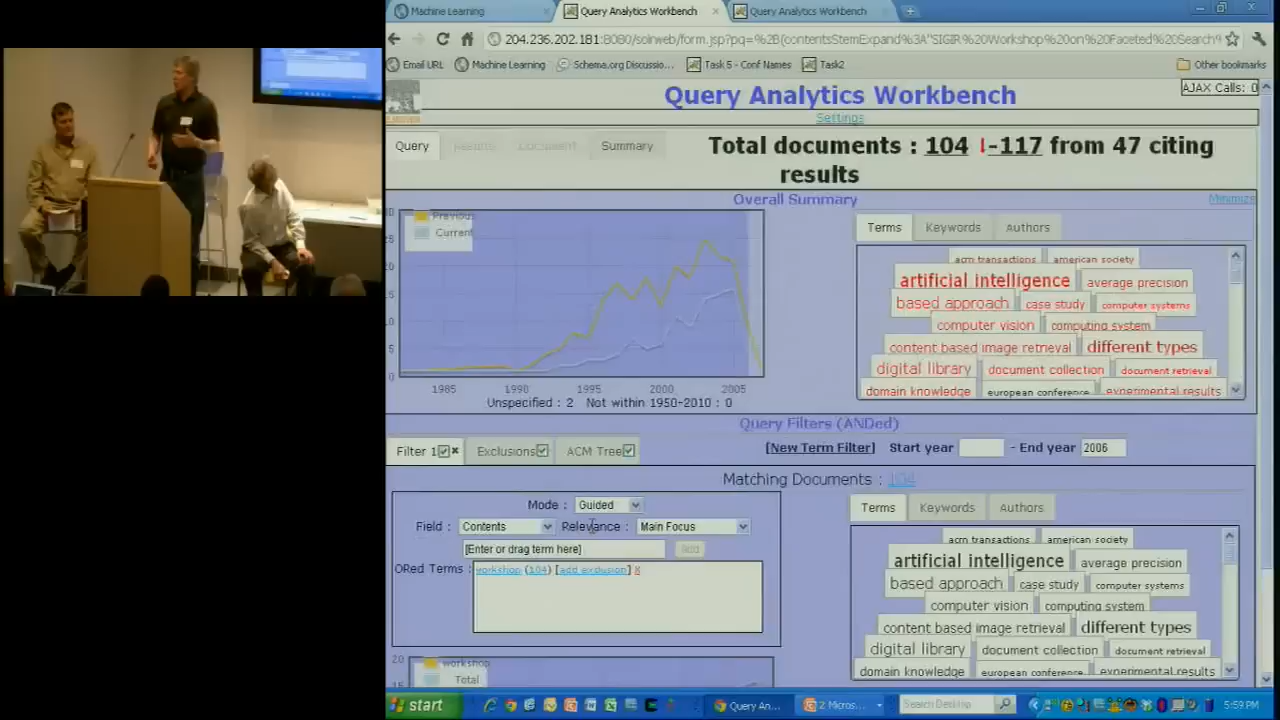 Machine Learning
Query Analytics Workbench
Query Analytics Workbench
204.236.202.181:8080/solrweb/form.jsp?pq=%2B(contentsStemExpand%3A"SIGIR%20Workshop%20on%20Faceted%20Search%
Email URL
Machine Learning
Schema.org Discussio...
Task 5 - Conf Names
Task2
Other bookmarks
Query Analytics Workbench
AJAX Calls: 0
Settings
Query
Results
Document
Summary
Total documents : 104 ↓-117 from 47 citing
results
Overall Summary
Minimize
Previous
Current
25
20
15
10
5
0
1985
1990
1995
2000
2005
Unspecified : 2 Not within 1950-2010 : 0
Terms
Keywords
Authors
acm transactions american society
artificial intelligence average precision
based approach case study computer systems
computer vision computing system
content based image retrieval different types
digital library document collection document retrieval
domain knowledge european conference experimental results
Query Filters (ANDed)
Filter 1 x
Exclusions
ACM Tree
[New Term Filter] Start year - End year 2006
Matching Documents : 104
Mode : Guided
Field : Contents Relevance : Main Focus
[Enter or drag term here] Add
ORed Terms : workshop (104) [add exclusion] X
Terms
Keywords
Authors
acm transactions american society
artificial intelligence average precision
based approach case study computer systems
computer vision computing system
content based image retrieval different types
digital library document collection document retrieval
domain knowledge european conference experimental results
20
workshop
Total
start
Query An...
2 Micros...
Search Desktop
5:59 PM